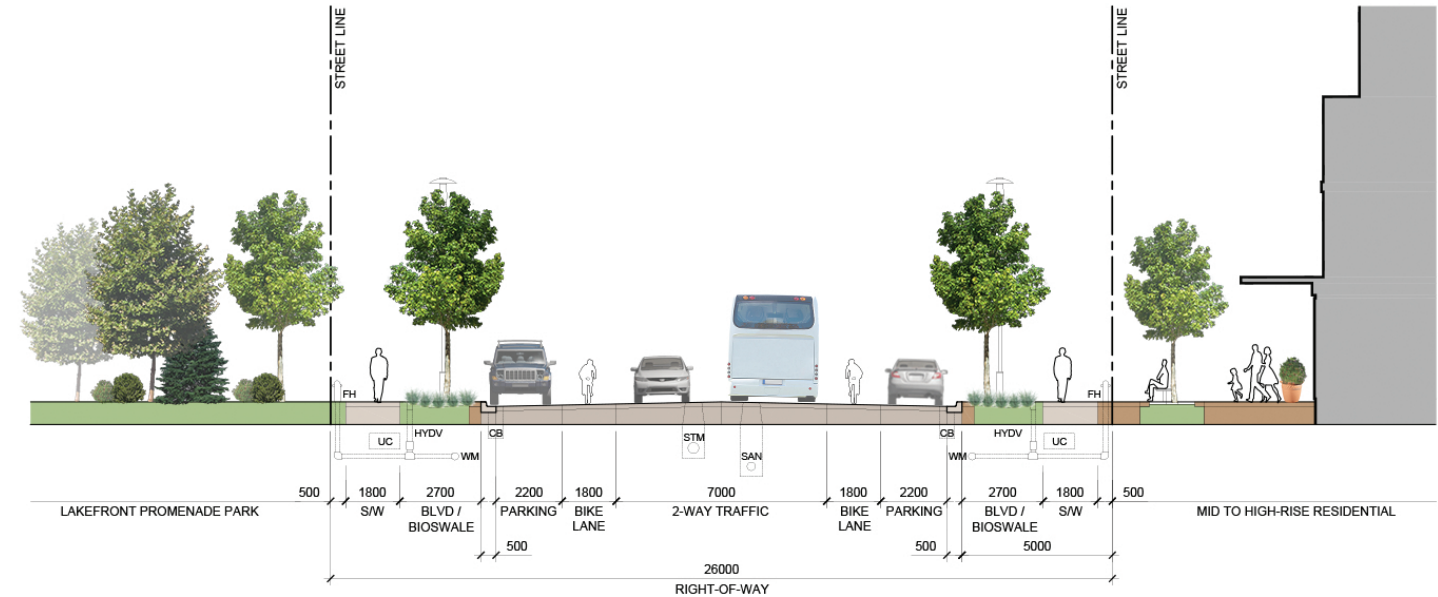 STREET LINE
STREET LINE
FH
FH
HYDV
HYDV
UC
UC
WM
WM
CB
CB
STM
SAN
500
1800
2700
2200
1800
7000
1800
2200
2700
1800
500
LAKEFRONT PROMENADE PARK
S/W
BLVD /
BIOSWALE
PARKING
BIKE
LANE
2-WAY TRAFFIC
BIKE
LANE
PARKING
BLVD /
BIOSWALE
S/W
MID TO HIGH-RISE RESIDENTIAL
500
500
5000
26000
RIGHT-OF-WAY